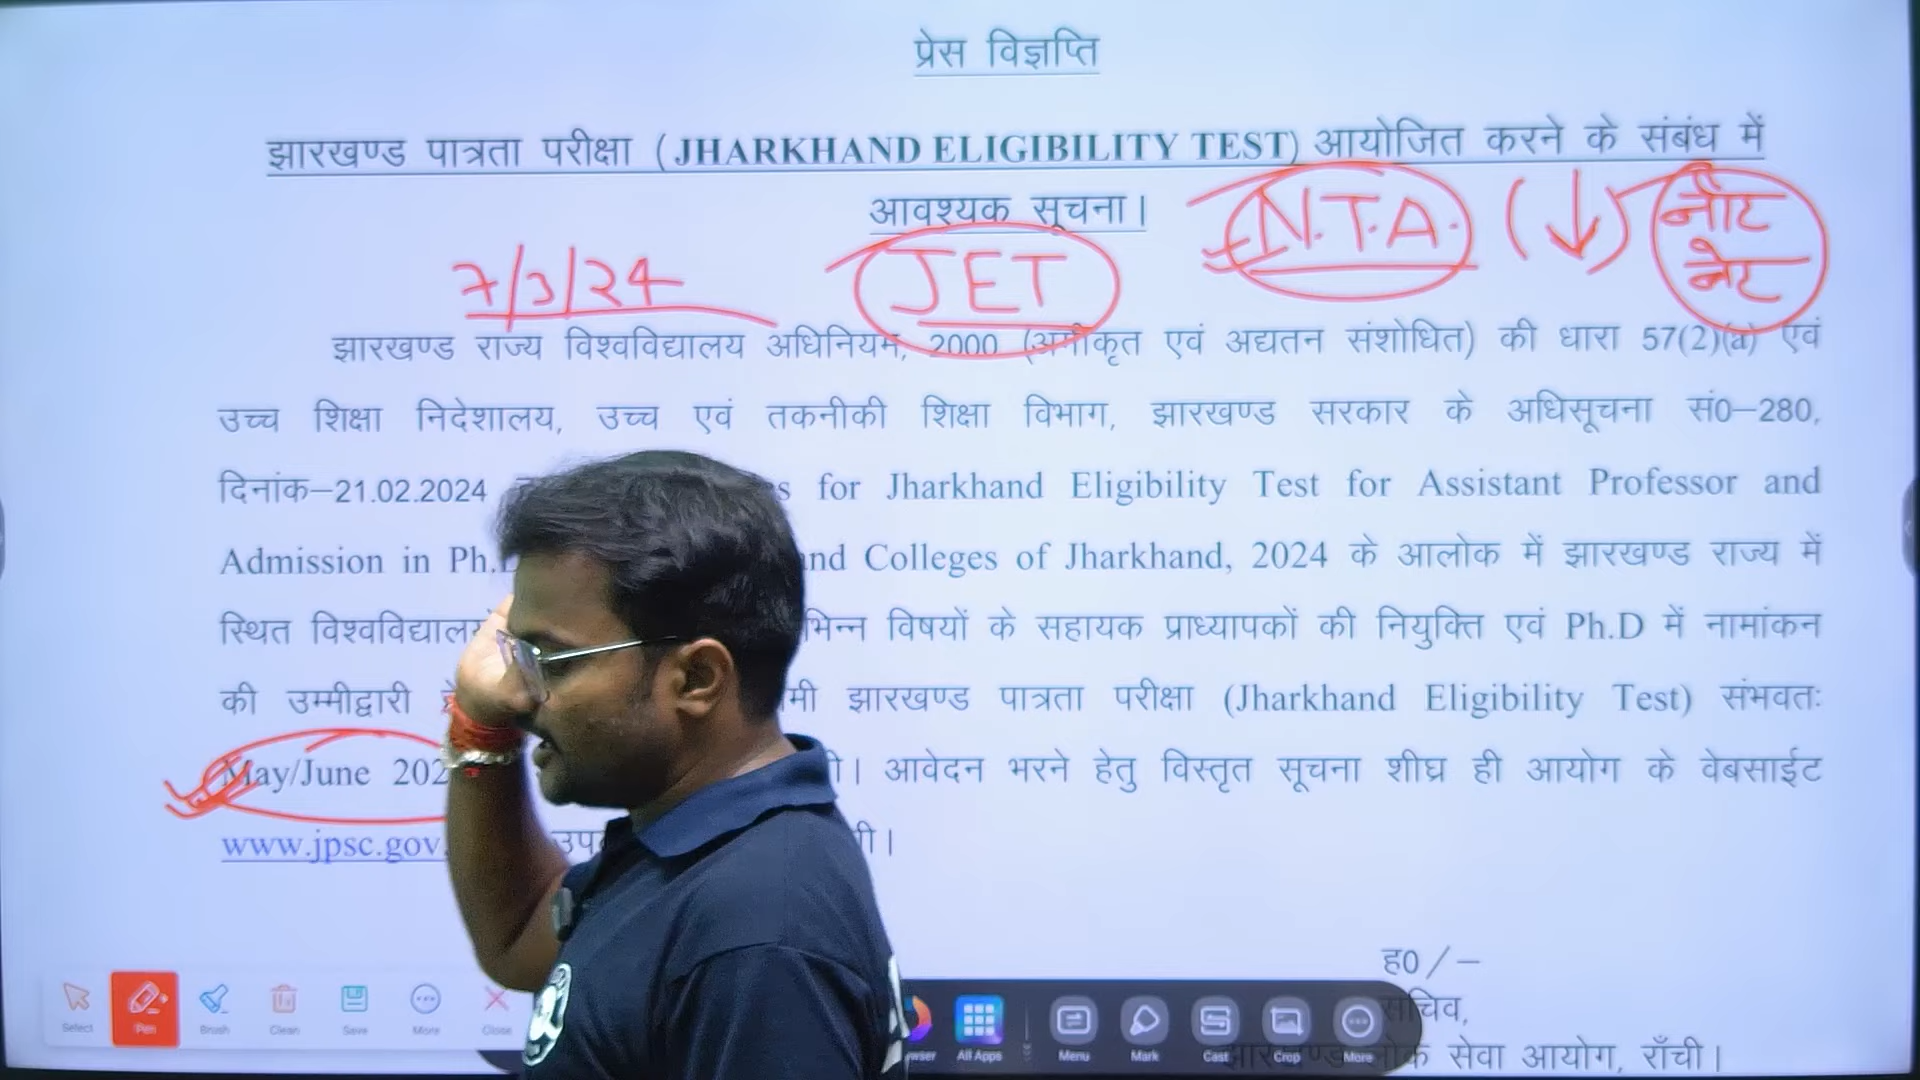 प्रेस विज्ञप्ति
झारखण्ड पात्रता परीक्षा (JHARKHAND ELIGIBILITY TEST) आयोजित करने के संबंध में
आवश्यक सूचना।
N.T.A. (↓) नीट
नेट
7/3/24 JET
झारखण्ड राज्य विश्वविद्यालय अधिनियम, 2000 (अंगीकृत एवं अद्यतन संशोधित) की धारा 57(2)(a) एवं
उच्च शिक्षा निदेशालय, उच्च एवं तकनीकी शिक्षा विभाग, झारखण्ड सरकार के अधिसूचना सं0–280,
दिनांक–21.02.2024 for Jharkhand Eligibility Test for Assistant Professor and
Admission in and Colleges of Jharkhand, 2024 के आलोक में झारखण्ड राज्य में
स्थित विषयों के सहायक प्राध्यापकों की नियुक्ति एवं Ph.D में नामांकन
की उम्मीद्वारी झारखण्ड पात्रता परीक्षा (Jharkhand Eligibility Test) संभवतः
May/June आवेदन भरने हेतु विस्तृत सूचना शीघ्र ही आयोग के वेबसाईट
www.jpsc.gov.
ह0/–
सचिव,
झारखण्ड लोक सेवा आयोग, राँची।
Select Pen Brush Clean Save More Close
All Apps Menu Mark Cast Crop More